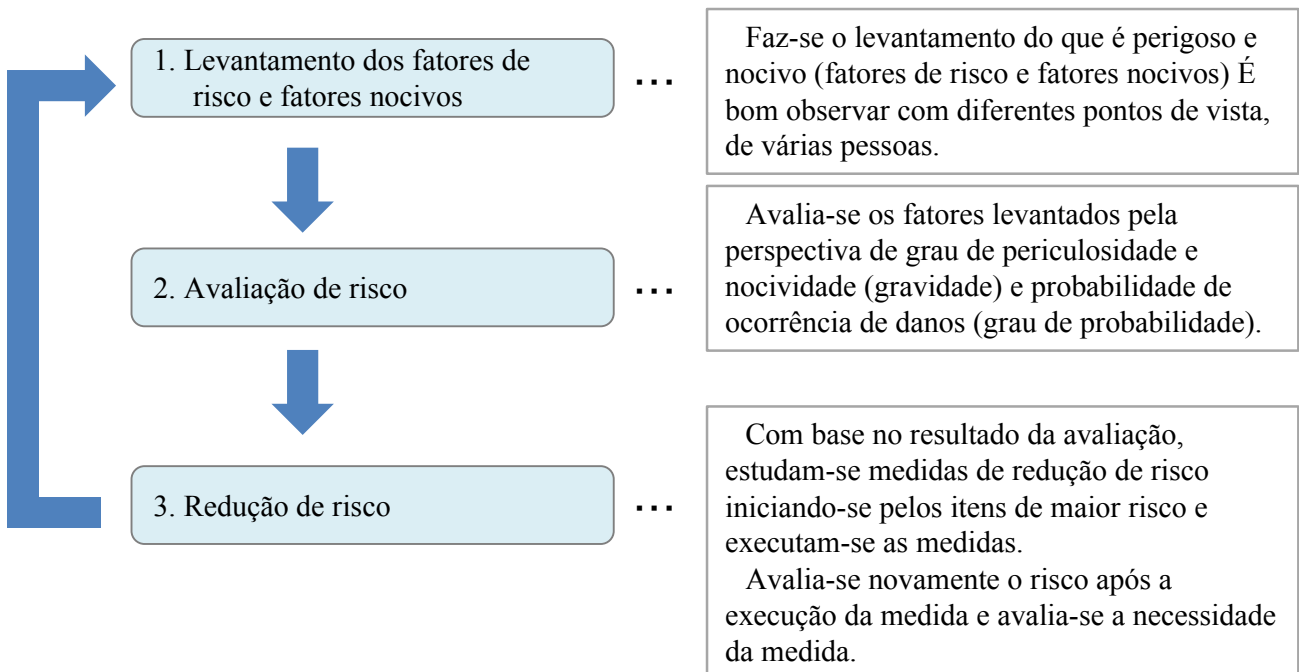 1. Levantamento dos fatores de
risco e fatores nocivos
...
Faz-se o levantamento do que é perigoso e
nocivo (fatores de risco e fatores nocivos) É
bom observar com diferentes pontos de vista,
de várias pessoas.
2. Avaliação de risco
...
Avalia-se os fatores levantados pela
perspectiva de grau de periculosidade e
nocividade (gravidade) e probabilidade de
ocorrência de danos (grau de probabilidade).
3. Redução de risco
...
Com base no resultado da avaliação,
estudam-se medidas de redução de risco
iniciando-se pelos itens de maior risco e
executam-se as medidas.
Avalia-se novamente o risco após a
execução da medida e avalia-se a necessidade
da medida.